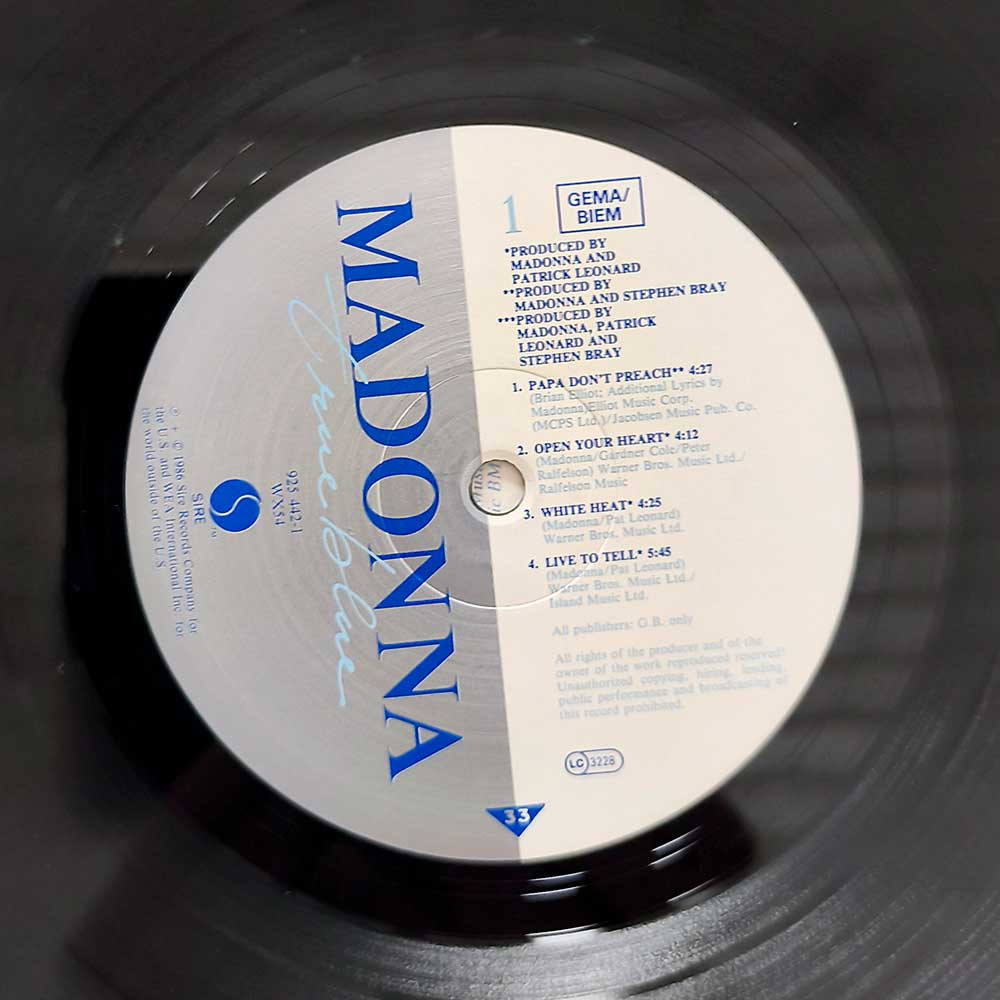 MADONNA
True blue
925 442-1
WX54
SIRE
℗ + © 1986 Sire Records Company for
the U.S. and WEA International Inc. for
the world outside of the U.S.
1
GEMA/
BIEM
*PRODUCED BY
MADONNA AND
PATRICK LEONARD
**PRODUCED BY
MADONNA AND STEPHEN BRAY
***PRODUCED BY
MADONNA, PATRICK
LEONARD AND
STEPHEN BRAY
1. PAPA DON'T PREACH** 4:27
(Brian Elliot; Additional Lyrics by
Madonna)Elliot Music Corp.
(MCPS Ltd.)/Jacobsen Music Pub. Co.
2. OPEN YOUR HEART* 4:12
(Madonna/Gardner Cole/Peter
Rafelson) Warner Bros. Music Ltd./
Rafelson Music
3. WHITE HEAT* 4:25
(Madonna/Pat Leonard)
Warner Bros. Music Ltd.
4. LIVE TO TELL* 5:45
(Madonna/Pat Leonard)
Warner Bros. Music Ltd./
Island Music Ltd.
All publishers: G.B. only
All rights of the producer and of the
owner of the work reproduced reserved!
Unauthorized copying, hiring, lending,
public performance and broadcasting of
this record prohibited.
LC 3228
33